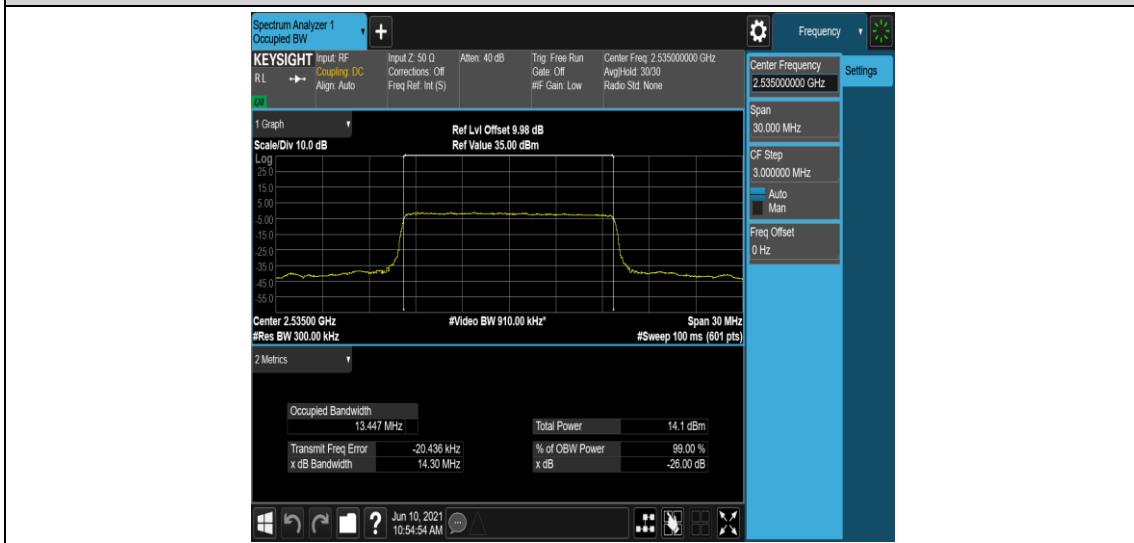 Spectrum Analyzer 1
Occupied BW
+
Frequency
KEYSIGHT
RL
Input: RF
Coupling: DC
Align: Auto
Input Z: 50 Ω
Corrections: Off
Freq Ref: Int (S)
Atten: 40 dB
Trig: Free Run
Gate: Off
#IF Gain: Low
Center Freq: 2.535000000 GHz
Avg|Hold: 30/30
Radio Std: None
Center Frequency
2.535000000 GHz
Settings
Span
30.000 MHz
CF Step
3.000000 MHz
Auto
Man
Freq Offset
0 Hz
1 Graph
Ref Lvl Offset 9.98 dB
Scale/Div 10.0 dB
Ref Value 35.00 dBm
Log
25.0
15.0
5.00
-5.00
-15.0
-25.0
-35.0
-45.0
-55.0
Center 2.53500 GHz
#Video BW 910.00 kHz*
Span 30 MHz
#Res BW 300.00 kHz
#Sweep 100 ms (601 pts)
2 Metrics
Occupied Bandwidth
13.447 MHz
Total Power 14.1 dBm
Transmit Freq Error -20.436 kHz
% of OBW Power 99.00 %
x dB Bandwidth 14.30 MHz
x dB -26.00 dB
?
Jun 10, 2021
10:54:54 AM